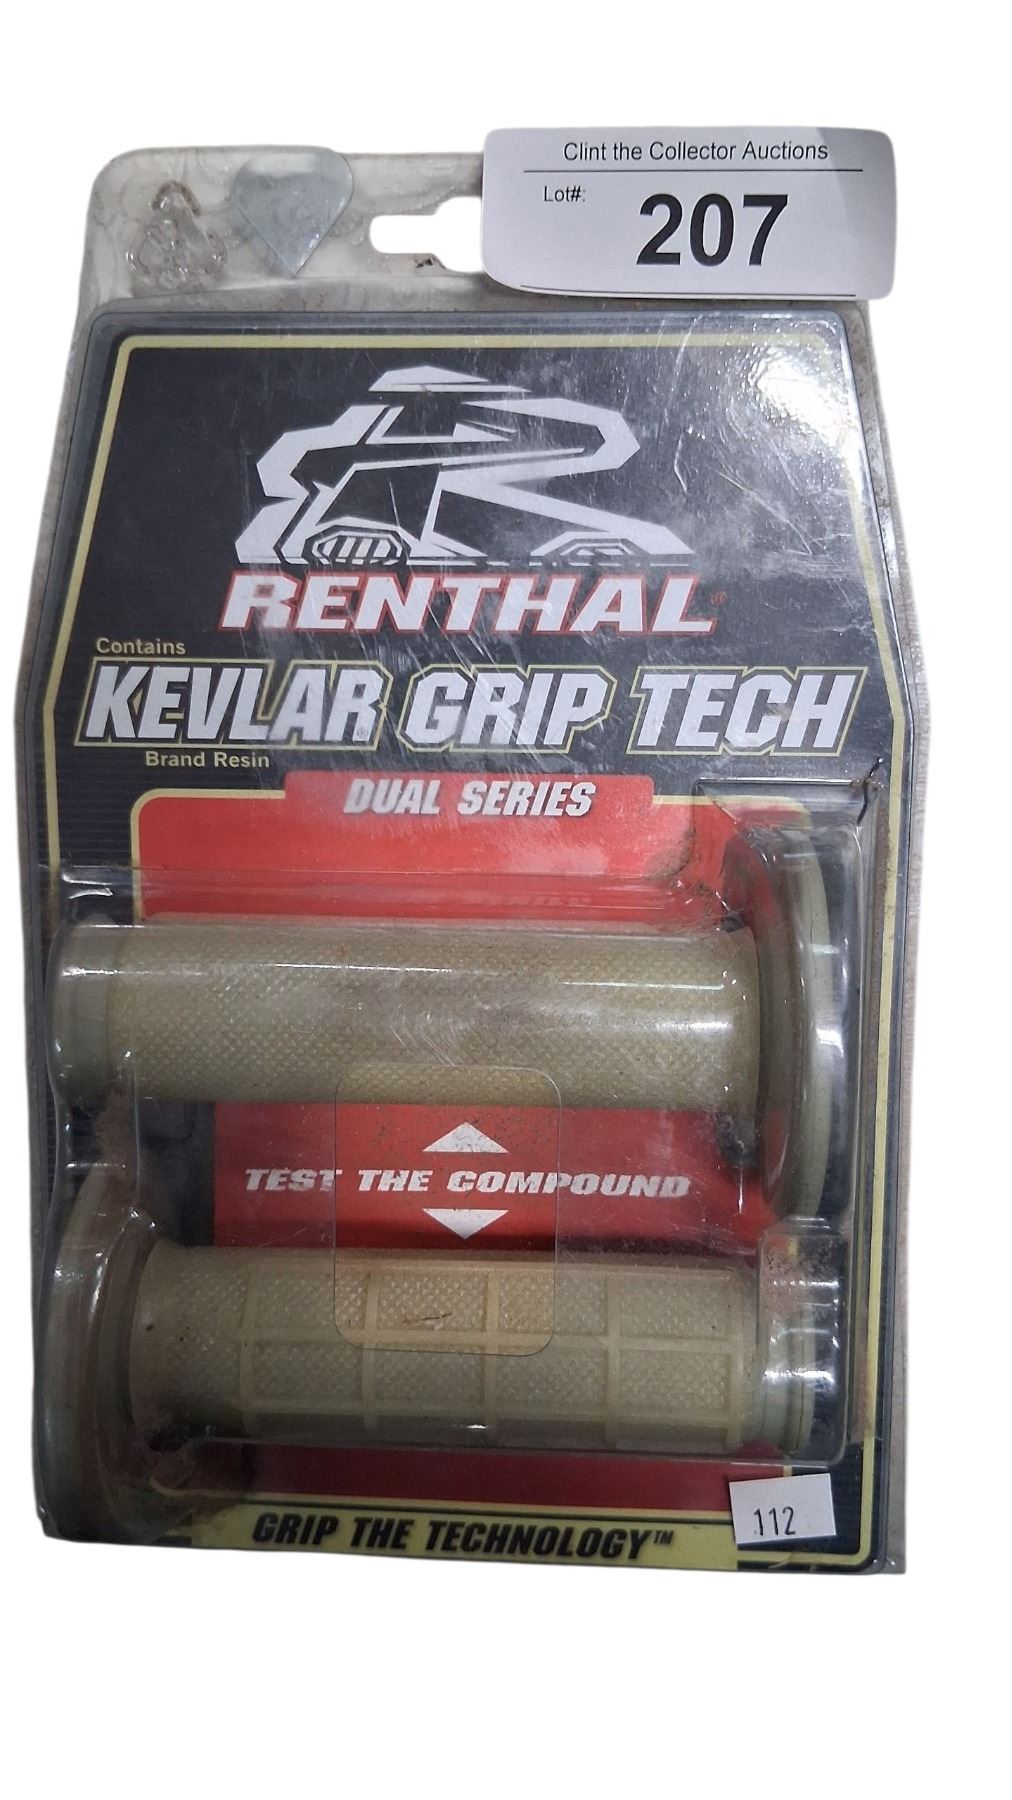 Clint the Collector Auctions
Lot#: 207
RENTHAL®
Contains
KEVLAR® GRIP TECH
Brand Resin
DUAL SERIES
TEST THE COMPOUND
112
GRIP THE TECHNOLOGY™